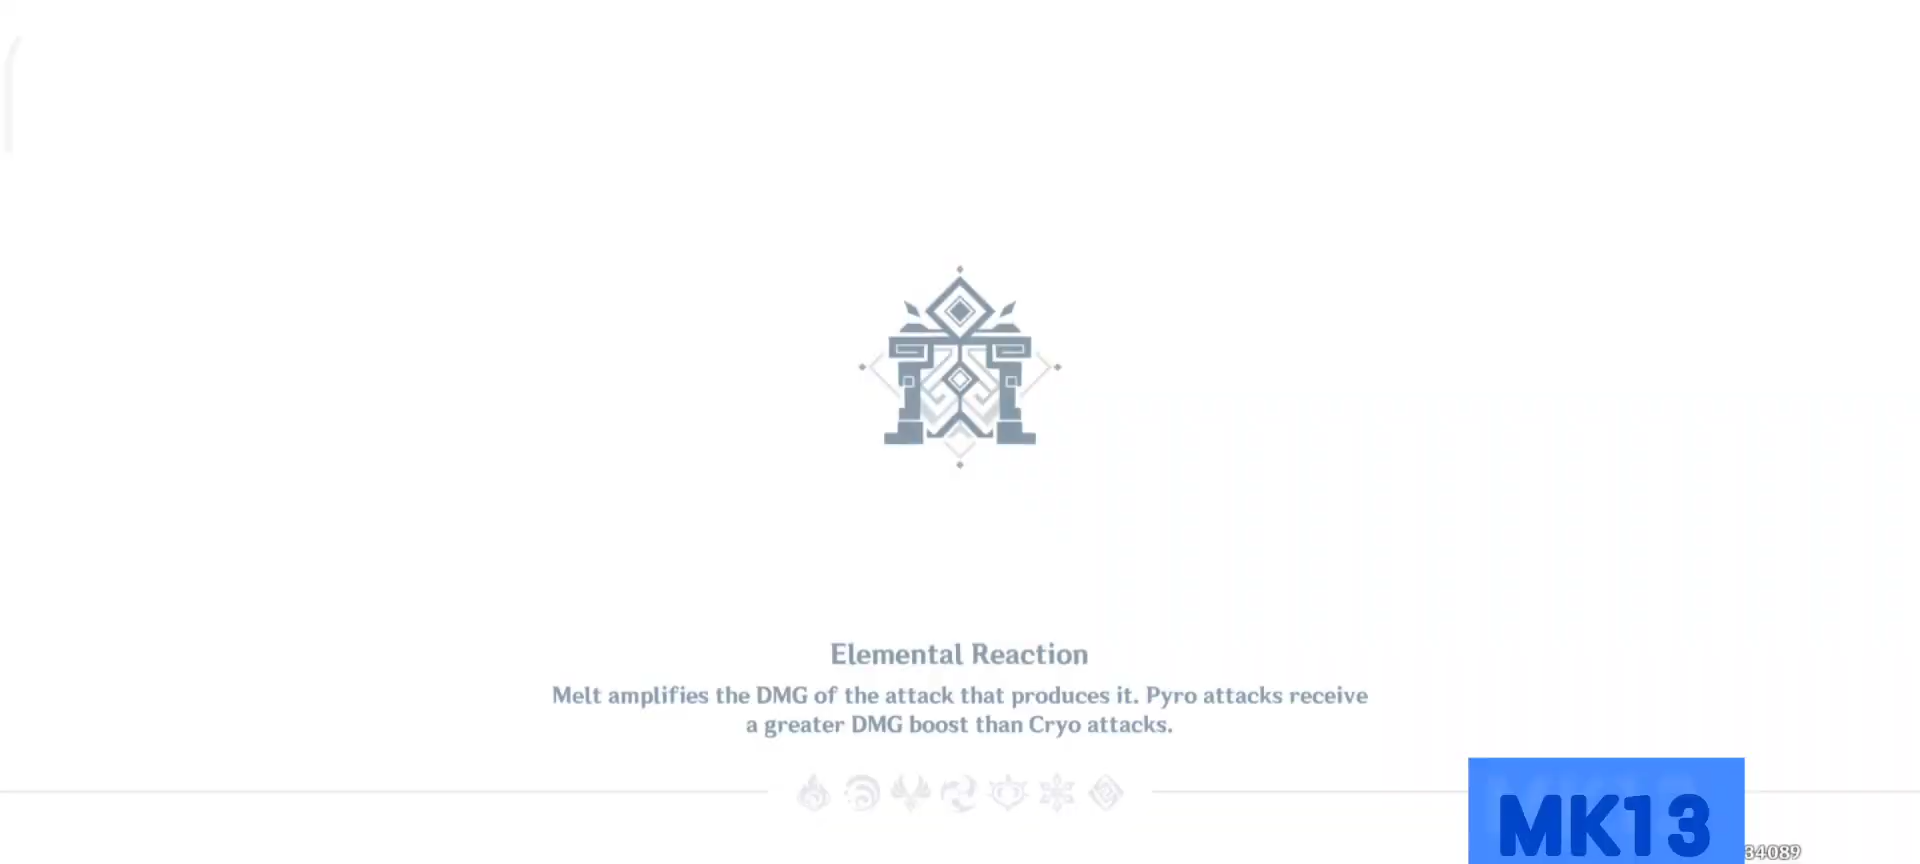 Elemental Reaction
Melt amplifies the DMG of the attack that produces it. Pyro attacks receive
a greater DMG boost than Cryo attacks.
MK13
34089